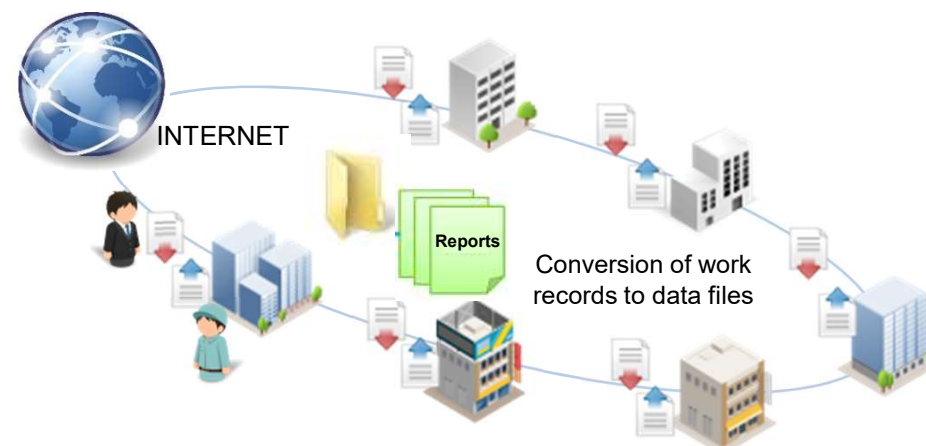 INTERNET
Reports
Conversion of work
records to data files